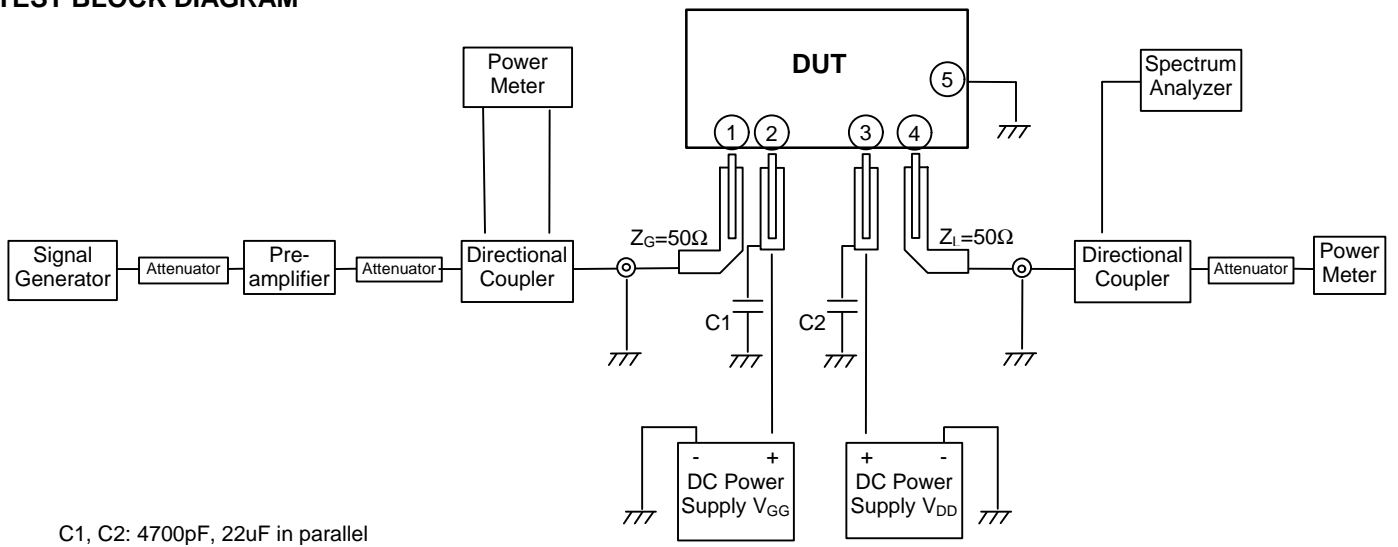 TEST BLOCK DIAGRAM
Power
Meter
DUT
5
Spectrum
Analyzer
1
2
3
4
Signal
Generator
Attenuator
Pre-
amplifier
Attenuator
Directional
Coupler
ZG=50Ω
ZL=50Ω
Directional
Coupler
Attenuator
Power
Meter
C1
C2
- +
DC Power
Supply VGG
+ -
DC Power
Supply VDD
C1, C2: 4700pF, 22uF in parallel